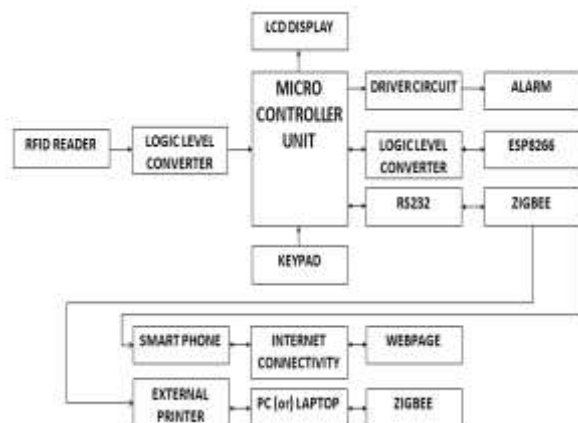 LCD DISPLAY
MICRO
CONTROLLER
UNIT
DRIVER CIRCUIT
ALARM
RFID READER
LOGIC LEVEL
CONVERTER
LOGIC LEVEL
CONVERTER
ESP8266
RS232
ZIGBEE
KEYPAD
SMART PHONE
INTERNET
CONNECTIVITY
WEBPAGE
EXTERNAL
PRINTER
PC (or) LAPTOP
ZIGBEE